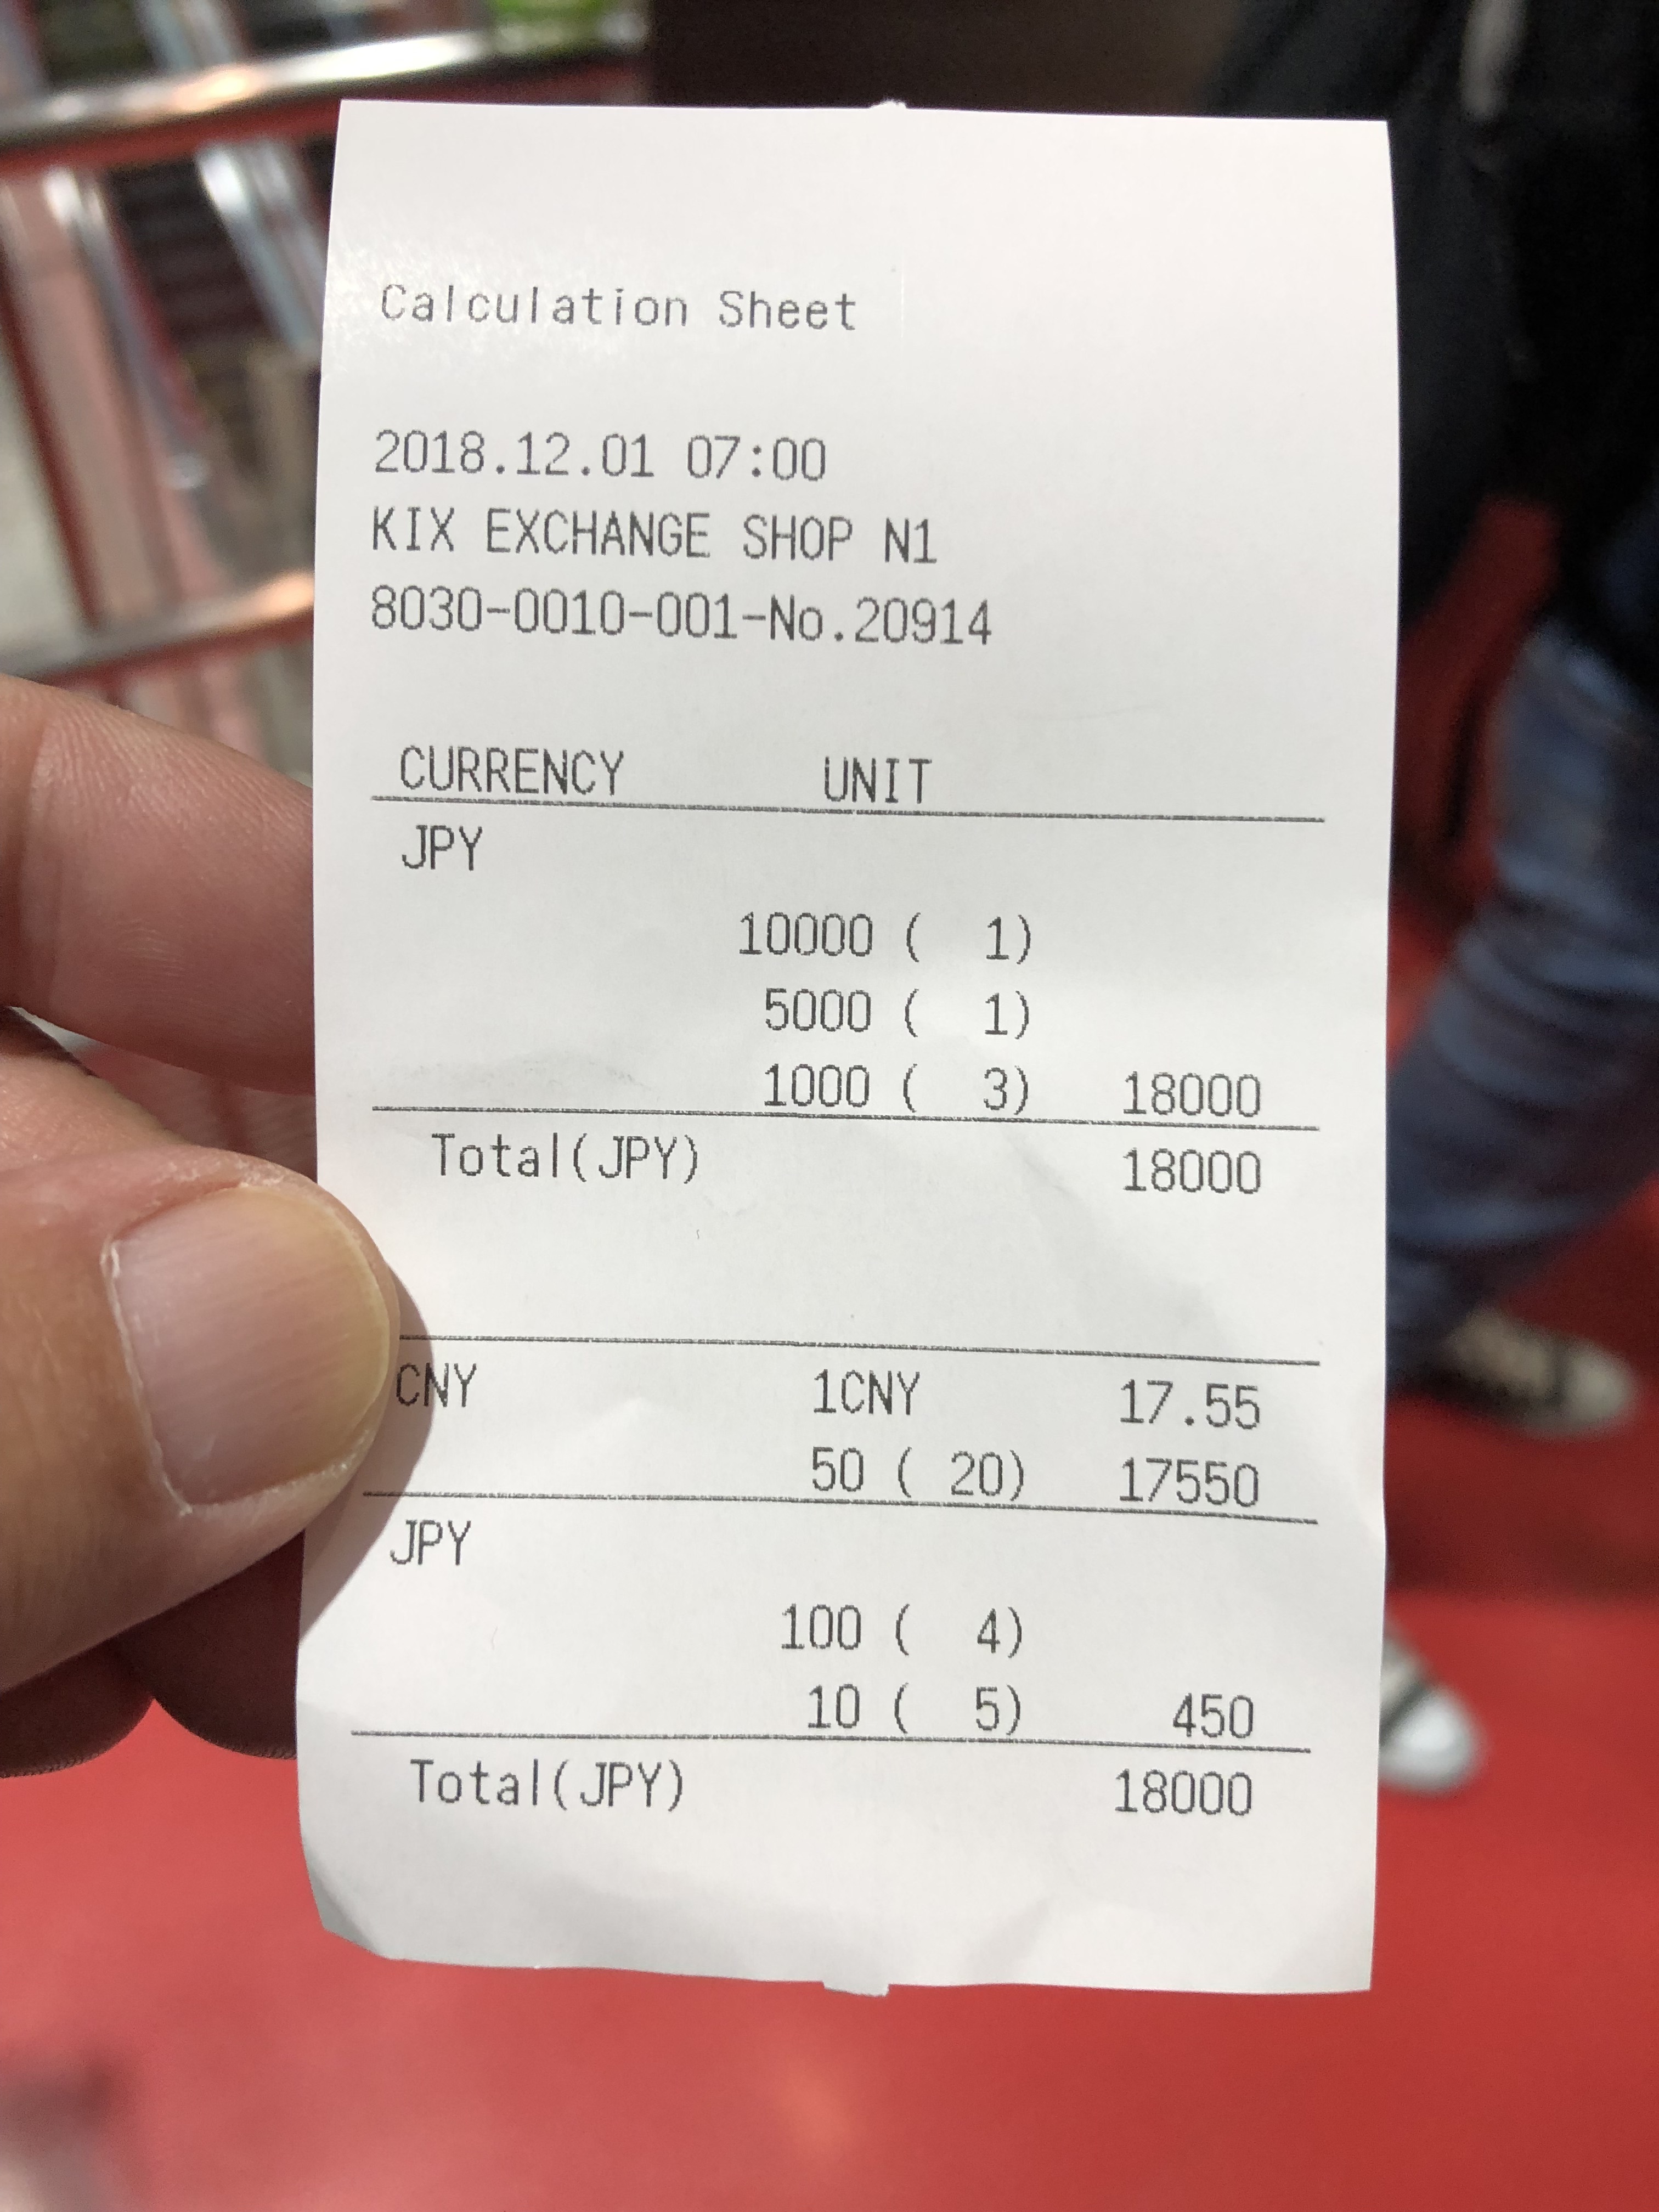 Calculation Sheet
2018.12.01 07:00
KIX EXCHANGE SHOP N1
8030-0010-001-No.20914
CURRENCY UNIT
JPY
10000 ( 1)
5000 ( 1)
1000 ( 3) 18000
Total(JPY) 18000
CNY 1CNY 17.55
50 ( 20) 17550
JPY
100 ( 4)
10 ( 5) 450
Total(JPY) 18000